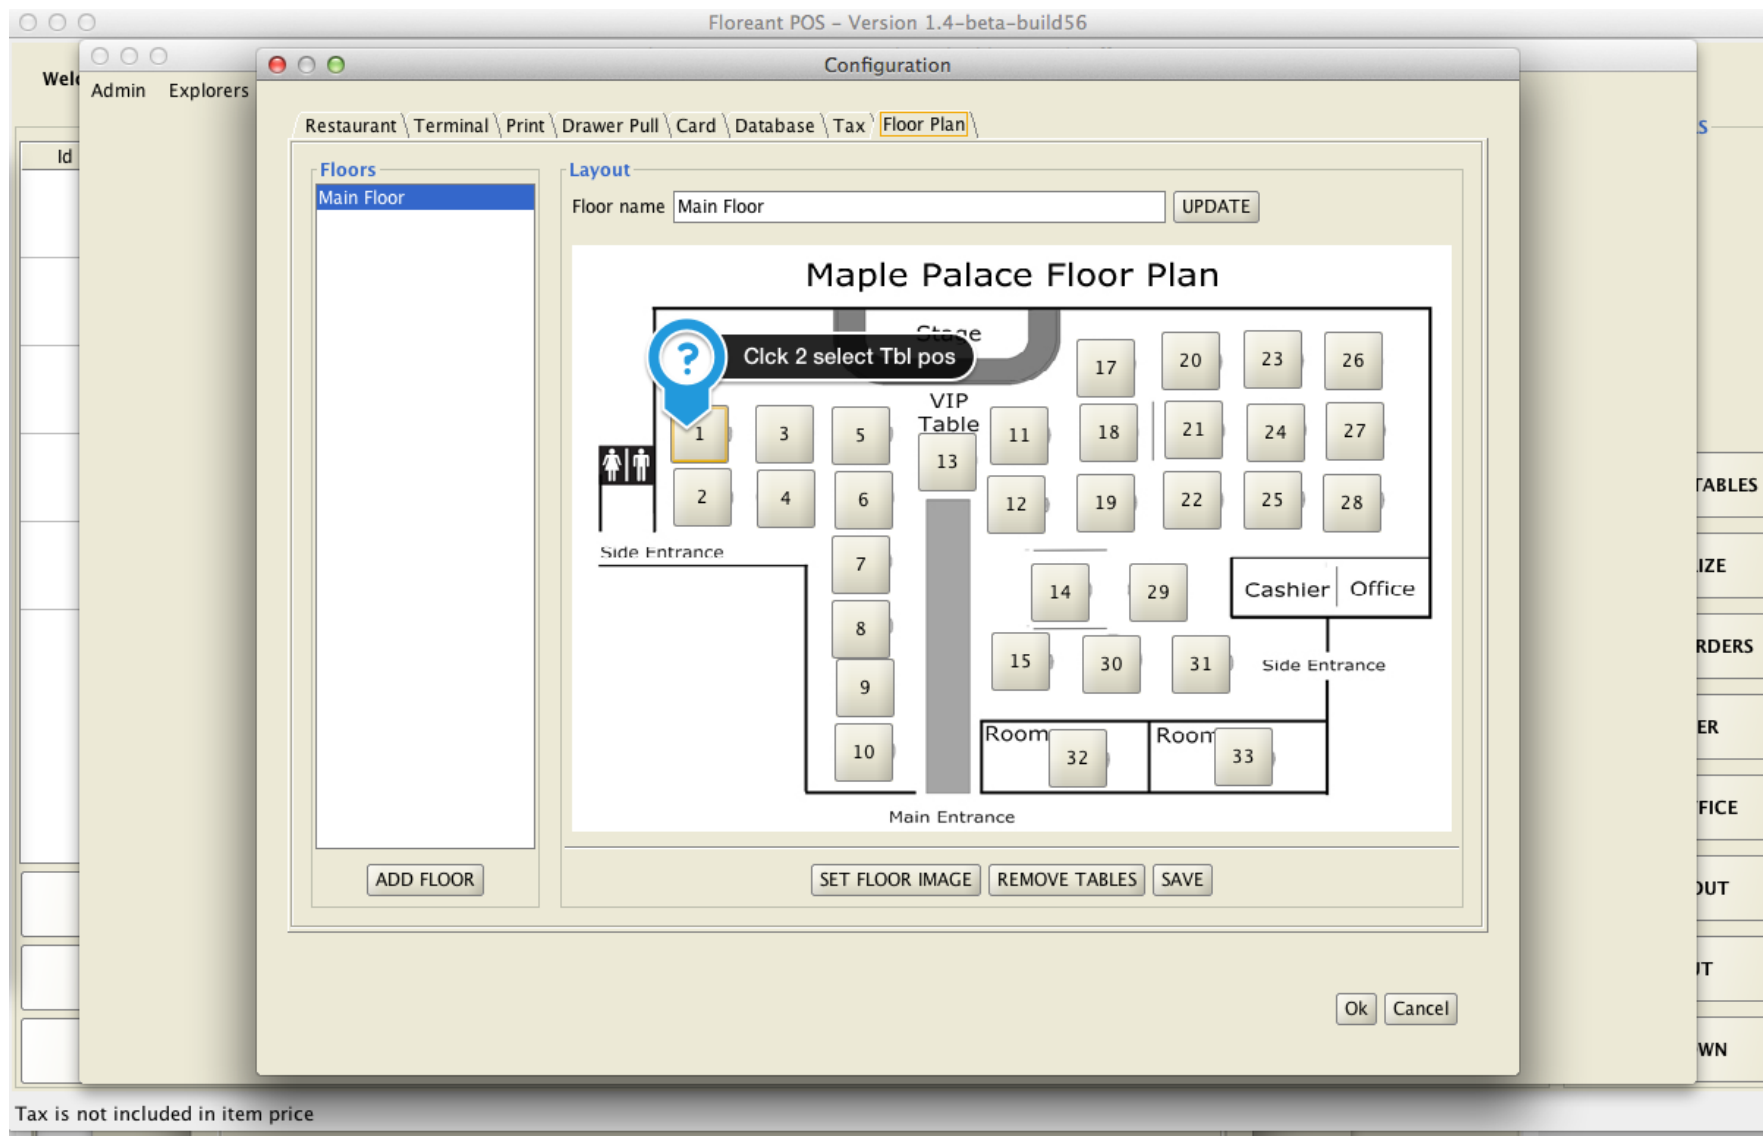 Floreant POS - Version 1.4-beta-build56
Configuration
Admin Explorers
Restaurant Terminal Print Drawer Pull Card Database Tax Floor Plan
Id
Floors
Main Floor
Layout
Floor name Main Floor UPDATE
Maple Palace Floor Plan
Stage
? Clck 2 select Tbl pos
17 20 23 26
VIP
Table
1 3 5 13 11 18 21 24 27
2 4 6 12 19 22 25 28
Side Entrance
7
14 29
Cashier Office
8
15 30 31
Side Entrance
9
Room Room
10 32 33
Main Entrance
ADD FLOOR
SET FLOOR IMAGE REMOVE TABLES SAVE
Ok Cancel
TABLES
Tax is not included in item price